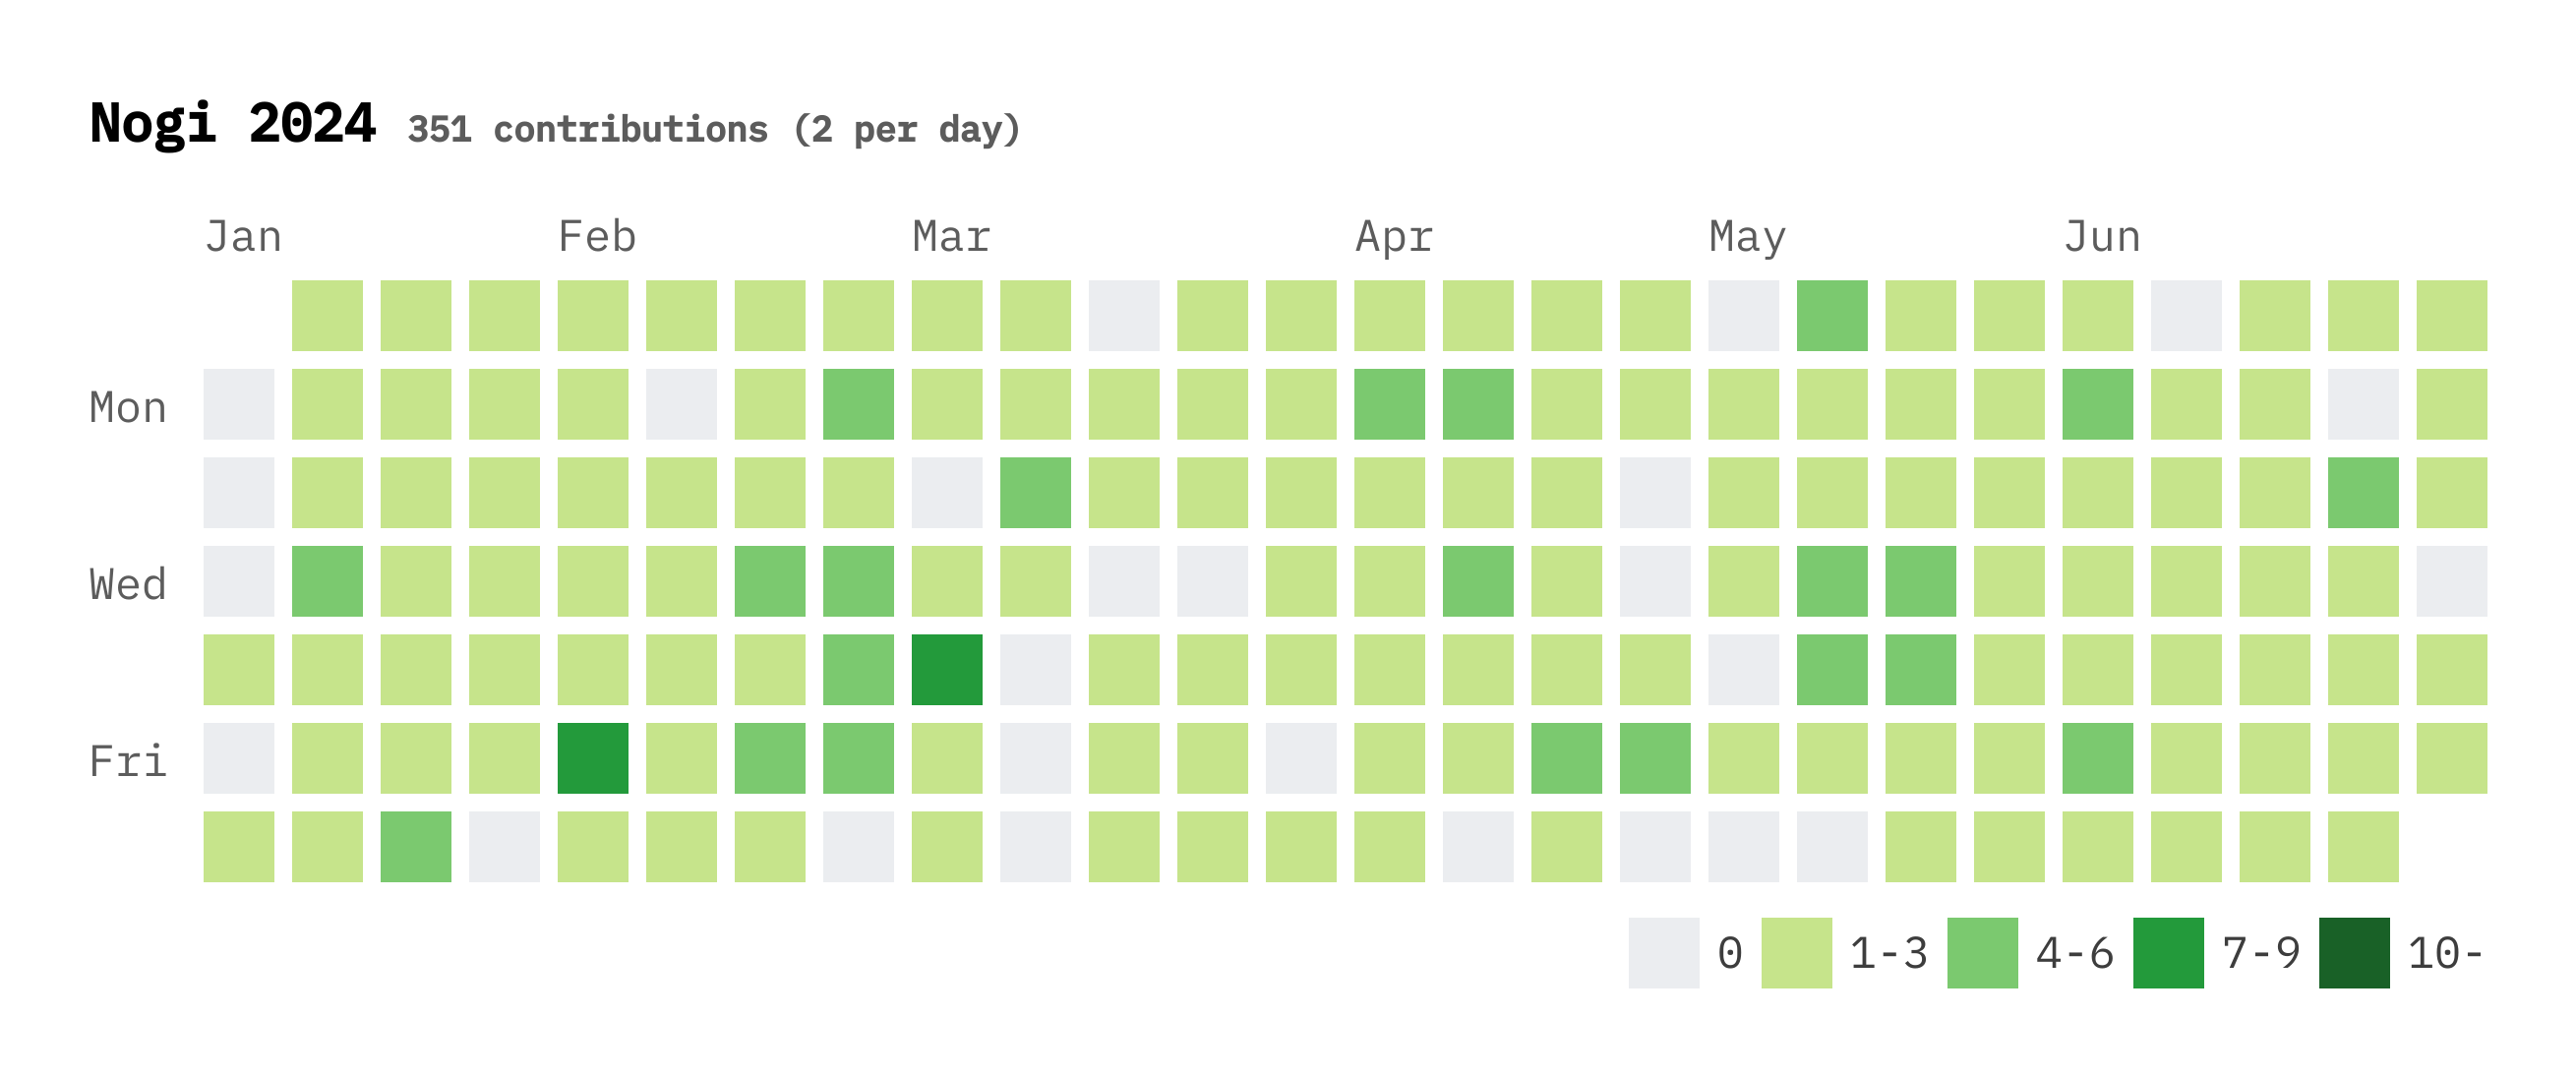 Nogi 2024 351 contributions (2 per day)
Jan Feb Mar Apr May Jun
Mon
Wed
Fri
0 1-3 4-6 7-9 10-